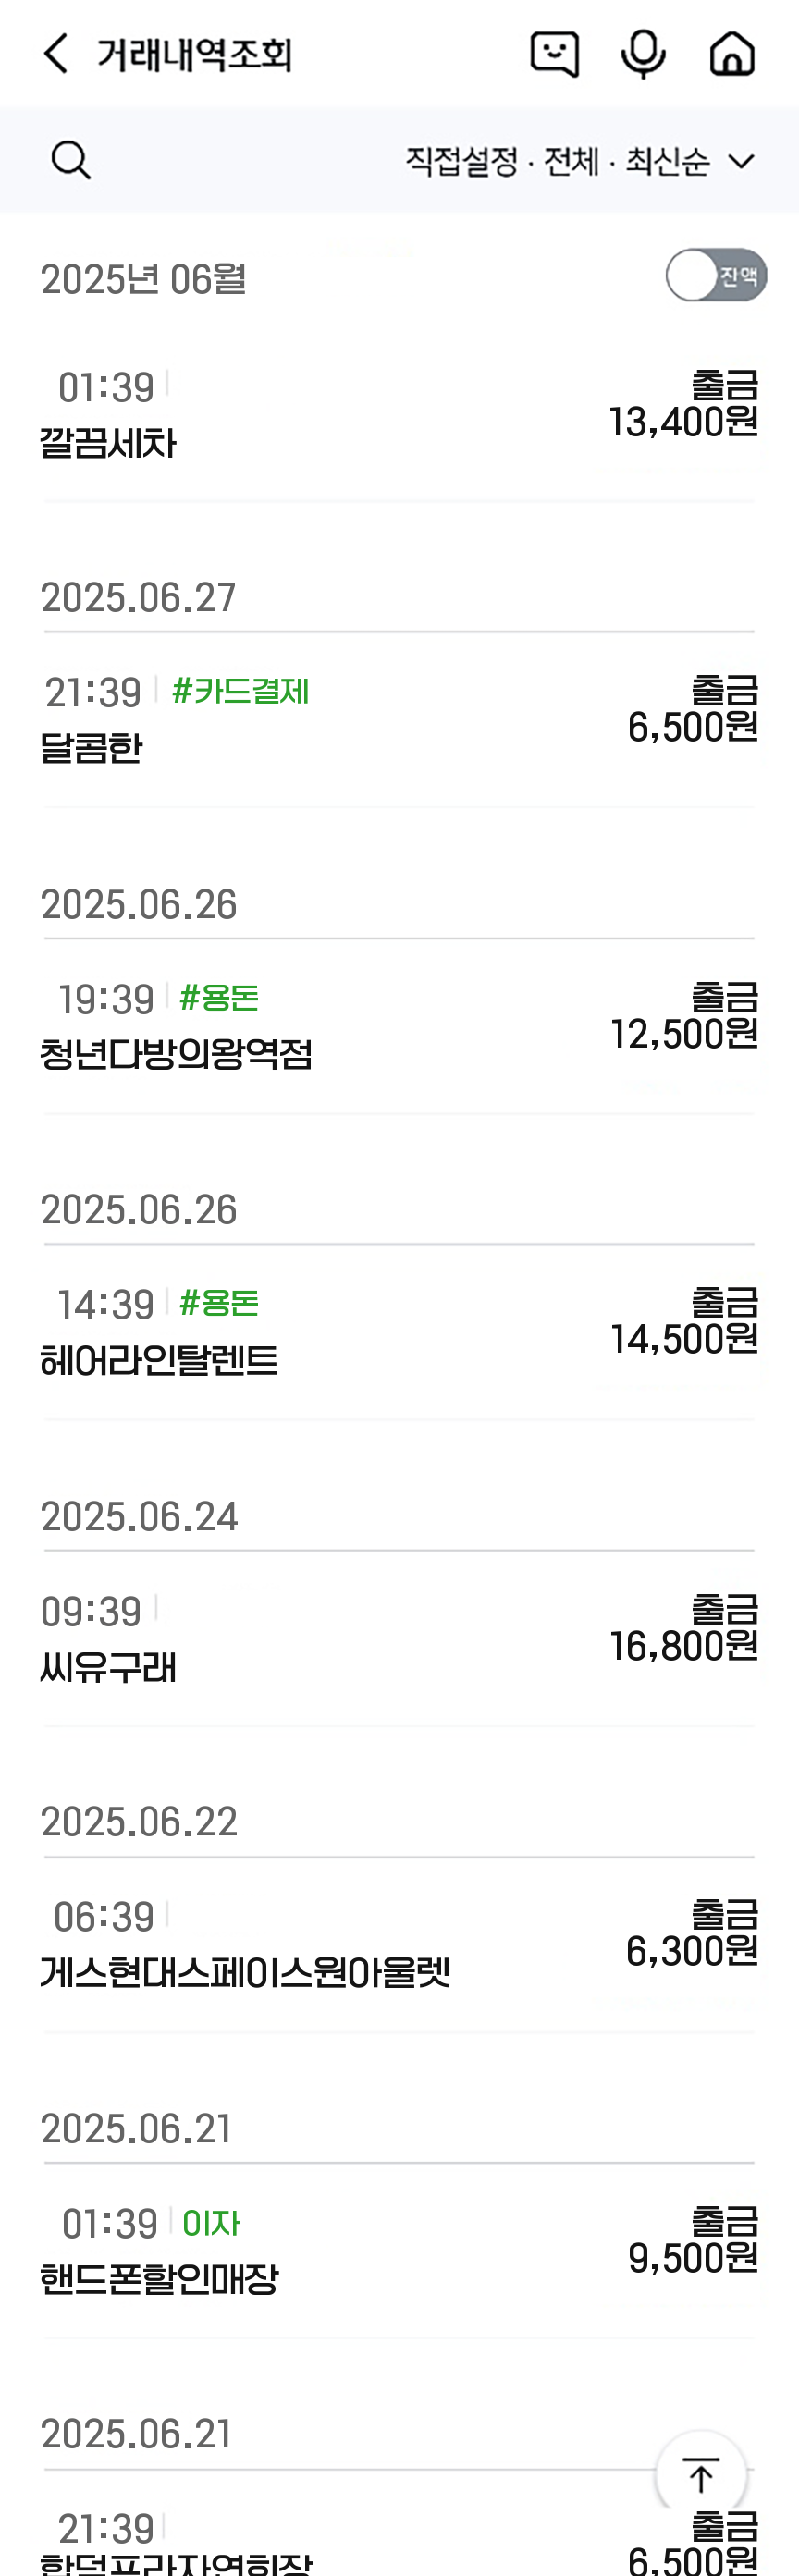 거래내역조회
직접설정 · 전체 · 최신순
2025년 06월
잔액
01:39
출금
깔끔세차
13,400원
2025.06.27
21:39 #카드결제
출금
달콤한
6,500원
2025.06.26
19:39 #용돈
출금
청년다방의왕역점
12,500원
2025.06.26
14:39 #용돈
출금
헤어라인탈렌트
14,500원
2025.06.24
09:39
출금
씨유구래
16,800원
2025.06.22
06:39
출금
게스현대스페이스원아울렛
6,300원
2025.06.21
01:39 이자
출금
핸드폰할인매장
9,500원
2025.06.21
21:39
출금
6,500원